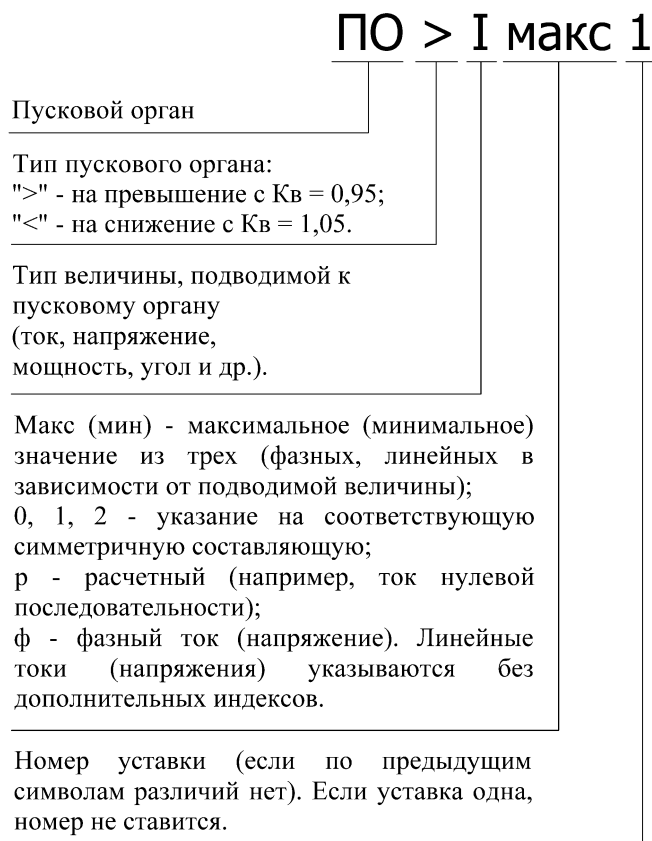 ПО > I макс 1
Пусковой орган
Тип пускового органа:
">" - на превышение с Кв = 0,95;
"<" - на снижение с Кв = 1,05.
Тип величины, подводимой к
пусковому органу
(ток, напряжение,
мощность, угол и др.).
Макс (мин) - максимальное (минимальное)
значение из трех (фазных, линейных в
зависимости от подводимой величины);
0, 1, 2 - указание на соответствующую
симметричную составляющую;
р - расчетный (например, ток нулевой
последовательности);
ф - фазный ток (напряжение). Линейные
токи (напряжения) указываются без
дополнительных индексов.
Номер уставки (если по предыдущим
символам различий нет). Если уставка одна,
номер не ставится.